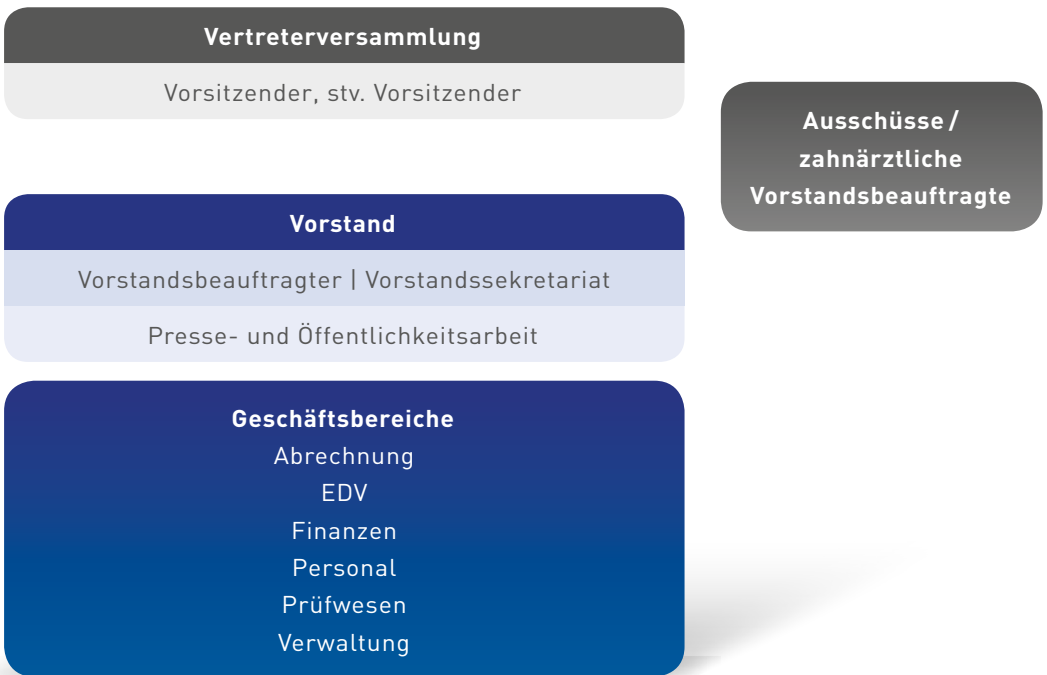 Vertreterversammlung
Vorsitzender, stv. Vorsitzender
Ausschüsse /
zahnärztliche
Vorstandsbeauftragte
Vorstand
Vorstandsbeauftragter | Vorstandssekretariat
Presse- und Öffentlichkeitsarbeit
Geschäftsbereiche
Abrechnung
EDV
Finanzen
Personal
Prüfwesen
Verwaltung